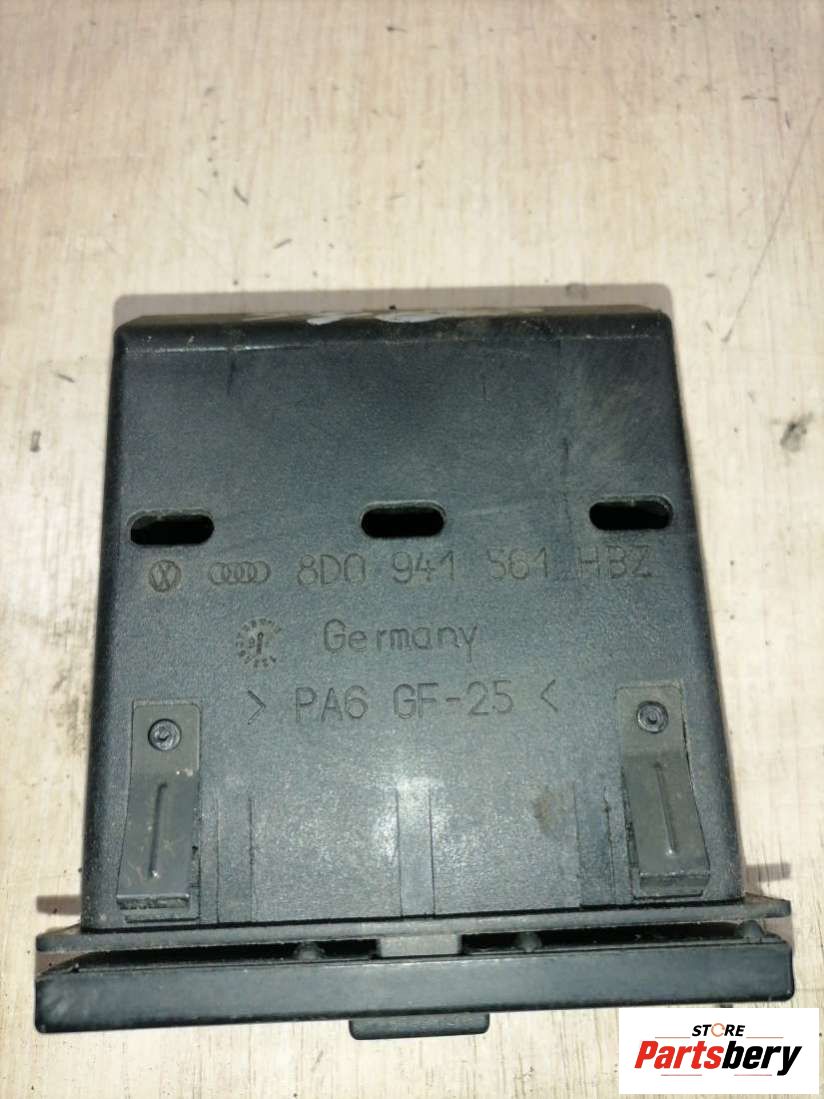 8D0 941 561 HBZ
Germany
> PA6 GF-25 <
STORE
Partsbery